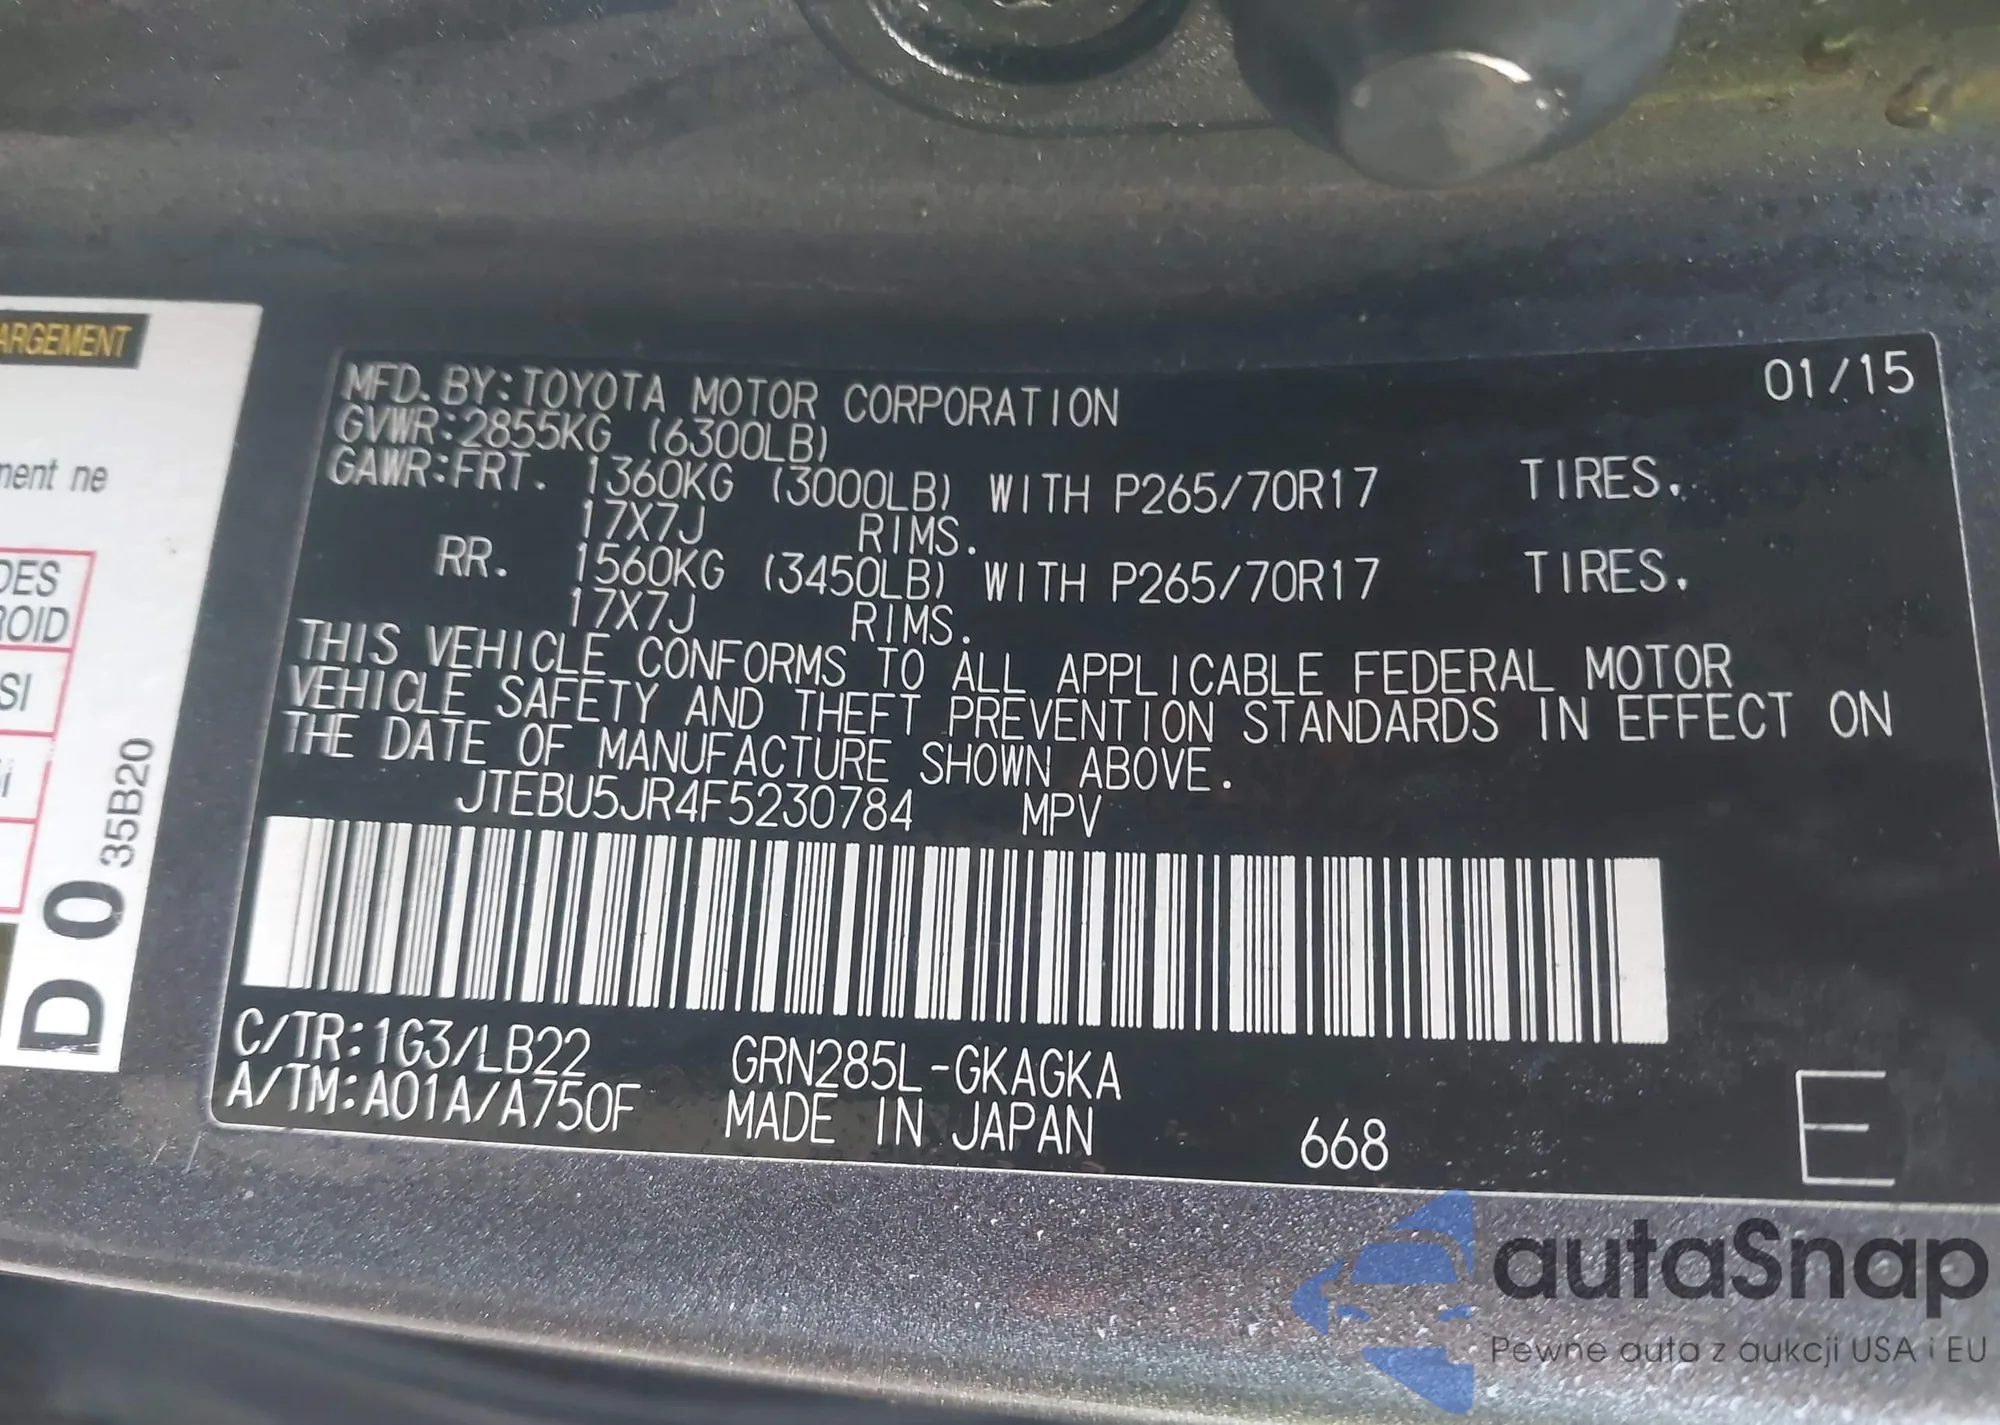 ARGEMENT
ment ne
DES
ROID
SI
35B20
D O
MFD. BY: TOYOTA MOTOR CORPORATION 01/15
GVWR: 2855KG (6300LB)
GAWR: FRT. 1360KG (3000LB) WITH P265/70R17 TIRES.
17X7J RIMS.
RR. 1560KG (3450LB) WITH P265/70R17 TIRES.
17X7J RIMS.
THIS VEHICLE CONFORMS TO ALL APPLICABLE FEDERAL MOTOR
VEHICLE SAFETY AND THEFT PREVENTION STANDARDS IN EFFECT ON
THE DATE OF MANUFACTURE SHOWN ABOVE.
JTEBU5JR4F5230784 MPV
C/TR: 1G3/LB22 GRN285L-GKAGKA
A/TM: A01A/A750F MADE IN JAPAN 668
E
autaSnap
Pewne auta z aukcji USA i EU